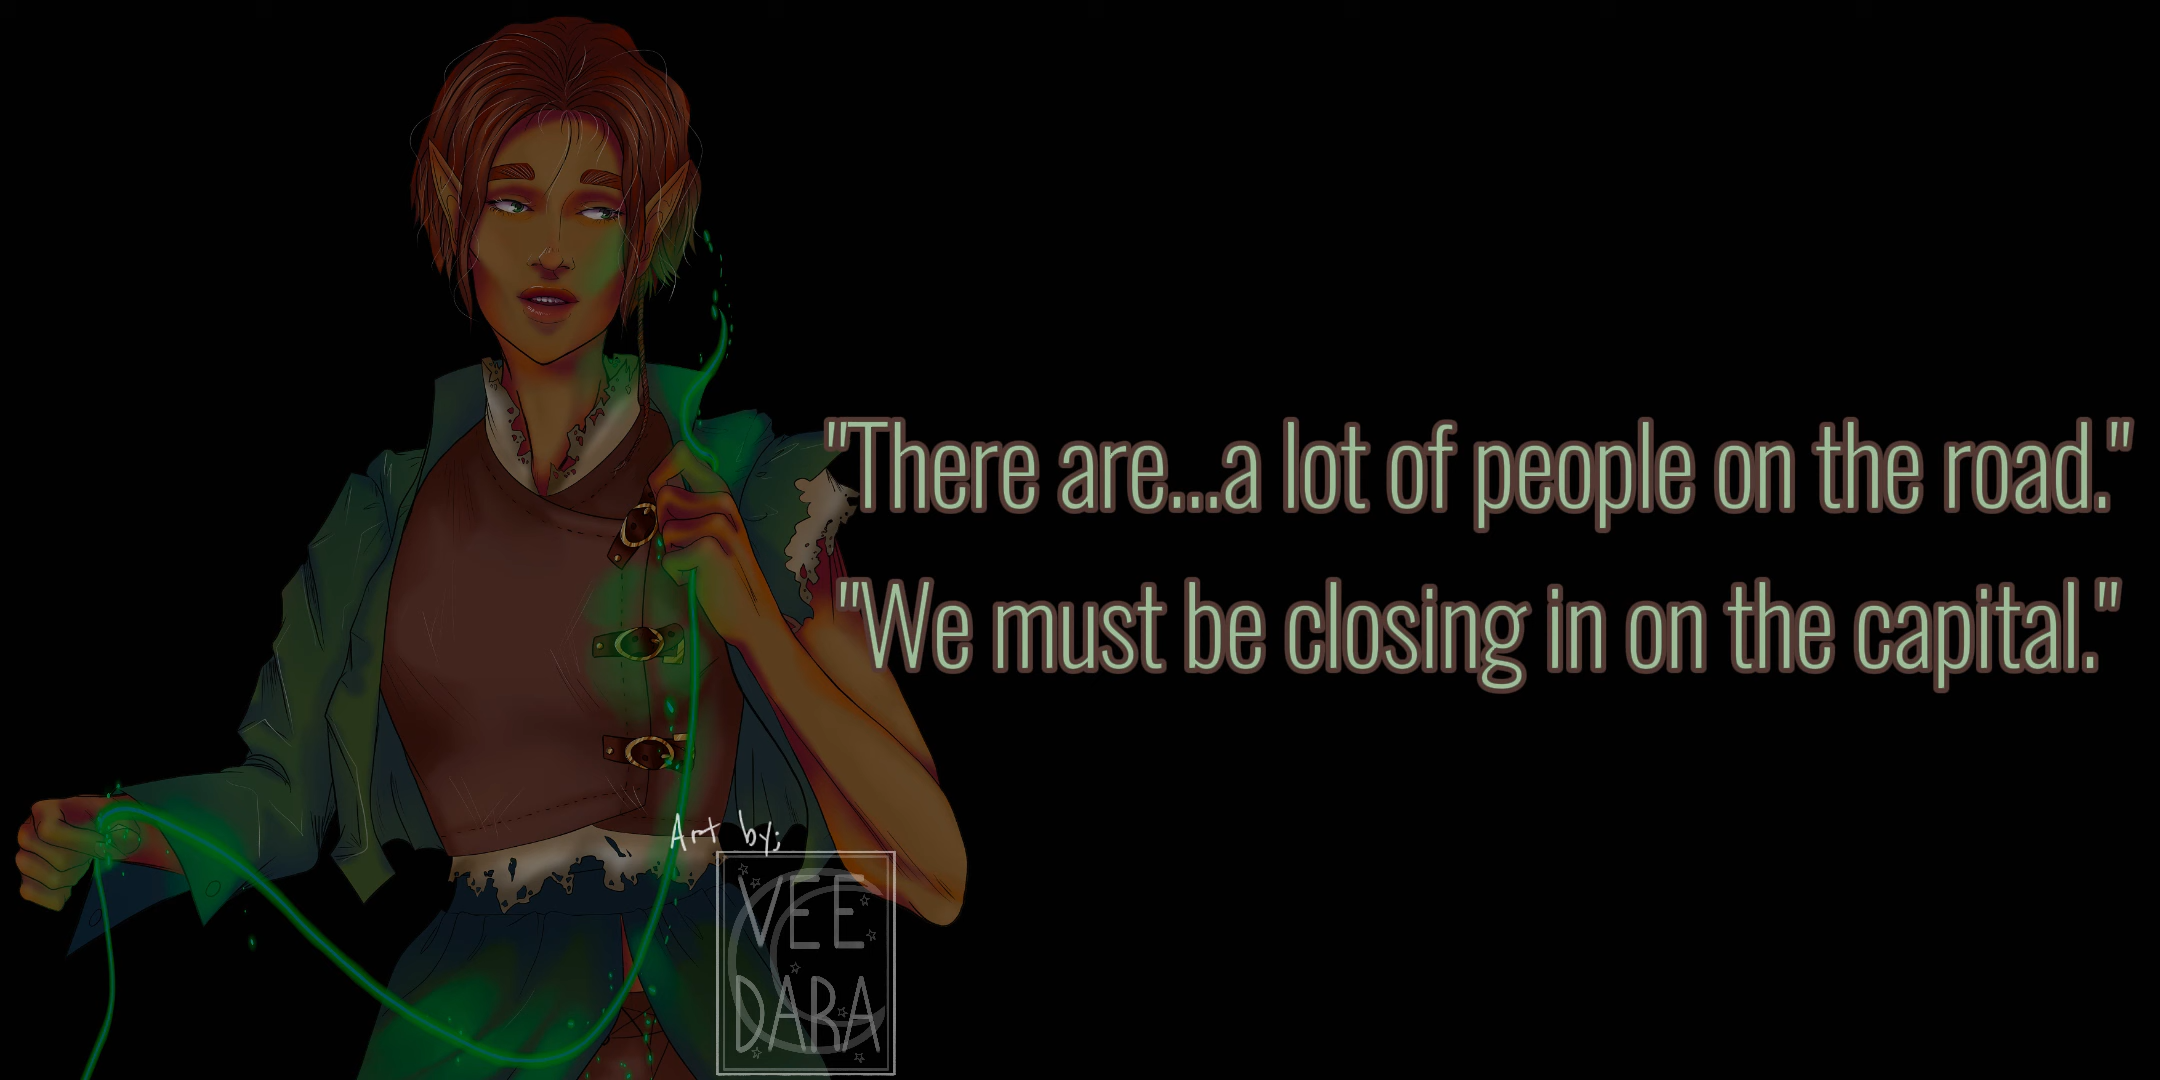 "There are...a lot of people on the road."
"We must be closing in on the capital."
Art by;
VEE
DARA